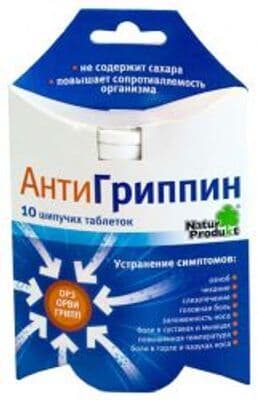 • не содержит сахара
• повышает сопротивляемость
организма
АнтиГриппин
10 шипучих таблеток
Natur
Produkt
Устранение симптомов:
ОРЗ
ОРВИ
ГРИПП
озноб
чихание
слезотечение
головная боль
заложенность носа
боли в суставах и мышцах
повышенная температура
боли в горле и пазухах носа